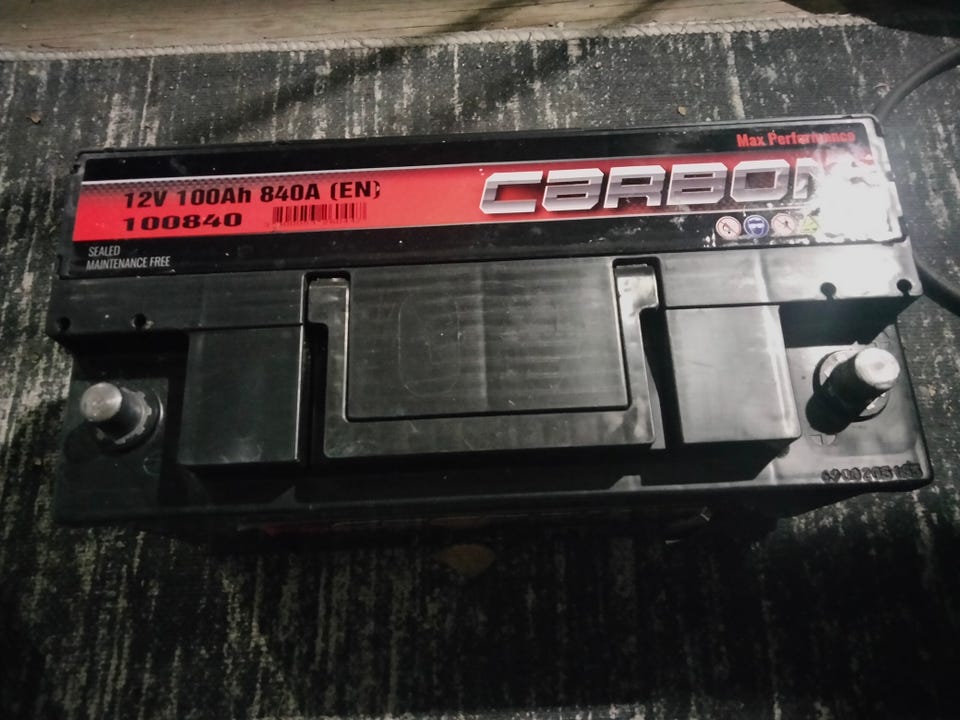 Max Performance
12V 100Ah 840A (EN)
CARBON
100840
SEALED
MAINTENANCE FREE